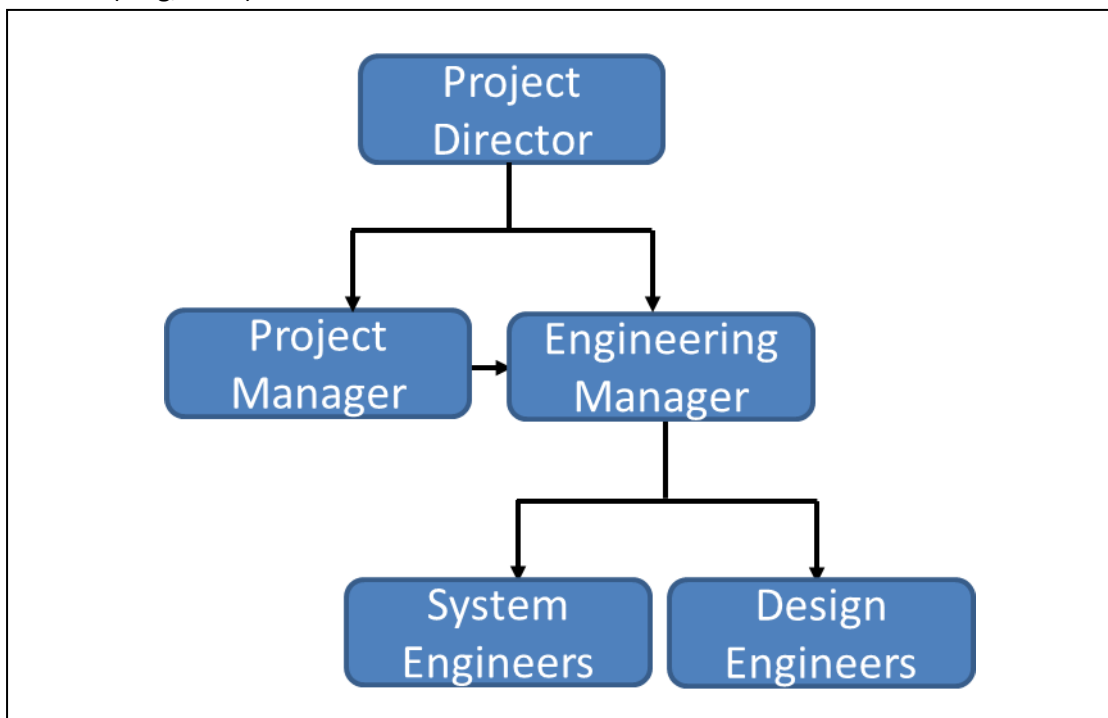 Project
Director
Project
Manager
Engineering
Manager
System
Engineers
Design
Engineers